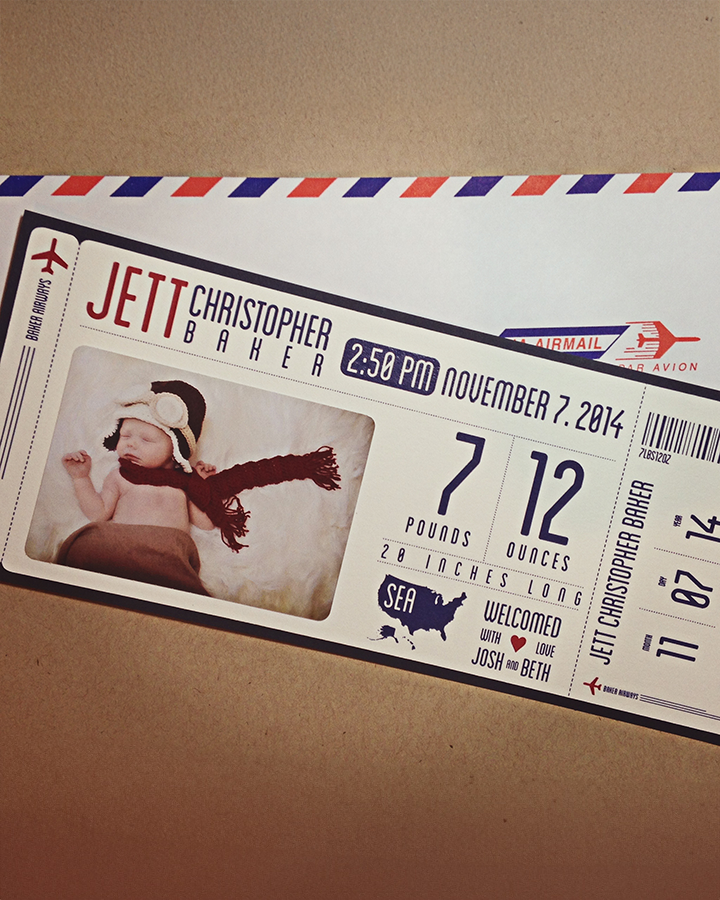 A AIRMAIL
PAR AVION
BAKER AIRWAYS
JETT CHRISTOPHER
BAKER
2:50 PM NOVEMBER 7. 2014
7 12
POUNDS OUNCES
20 INCHES LONG
SEA
WELCOMED
WITH LOVE
JOSH AND BETH
7LBS12OZ
JETT CHRISTOPHER BAKER
YEAR 14
DAY 07
MONTH 11
BAKER AIRWAYS